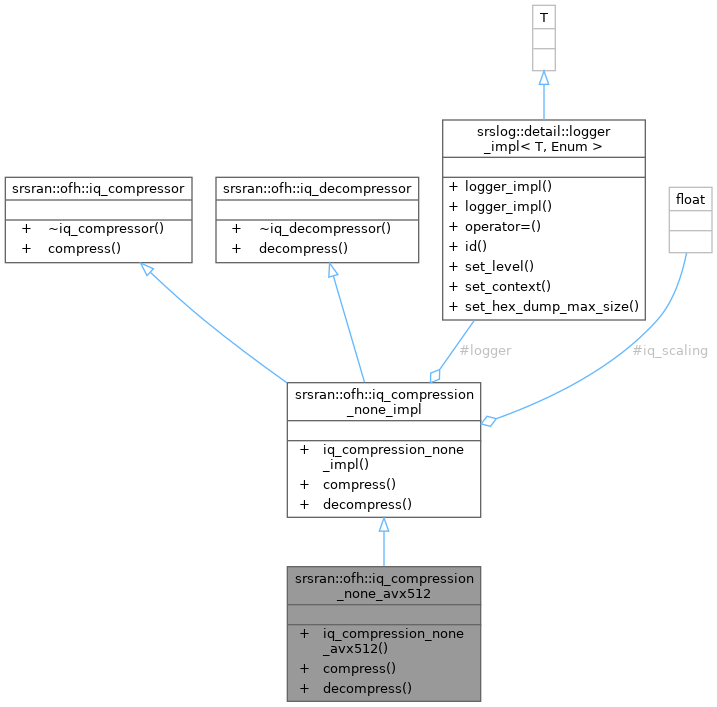 T
srslog::detail::logger
_impl< T, Enum >
+ logger_impl()
+ logger_impl()
+ operator=()
+ id()
+ set_level()
+ set_context()
+ set_hex_dump_max_size()
srsran::ofh::iq_compressor
+ ~iq_compressor()
+ compress()
srsran::ofh::iq_decompressor
+ ~iq_decompressor()
+ decompress()
float
#logger
#iq_scaling
srsran::ofh::iq_compression
_none_impl
+ iq_compression_none
_impl()
+ compress()
+ decompress()
srsran::ofh::iq_compression
_none_avx512
+ iq_compression_none
_avx512()
+ compress()
+ decompress()